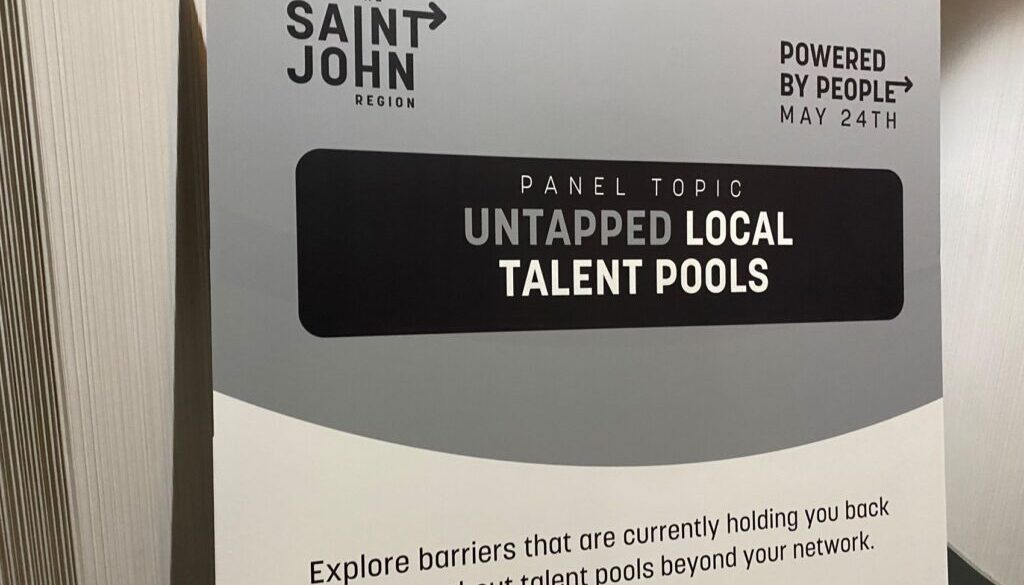 SAINT
JOHN
REGION
POWERED
BY PEOPLE
MAY 24TH
PANEL TOPIC
UNTAPPED LOCAL
TALENT POOLS
Explore barriers that are currently holding you back
talent pools beyond your network.